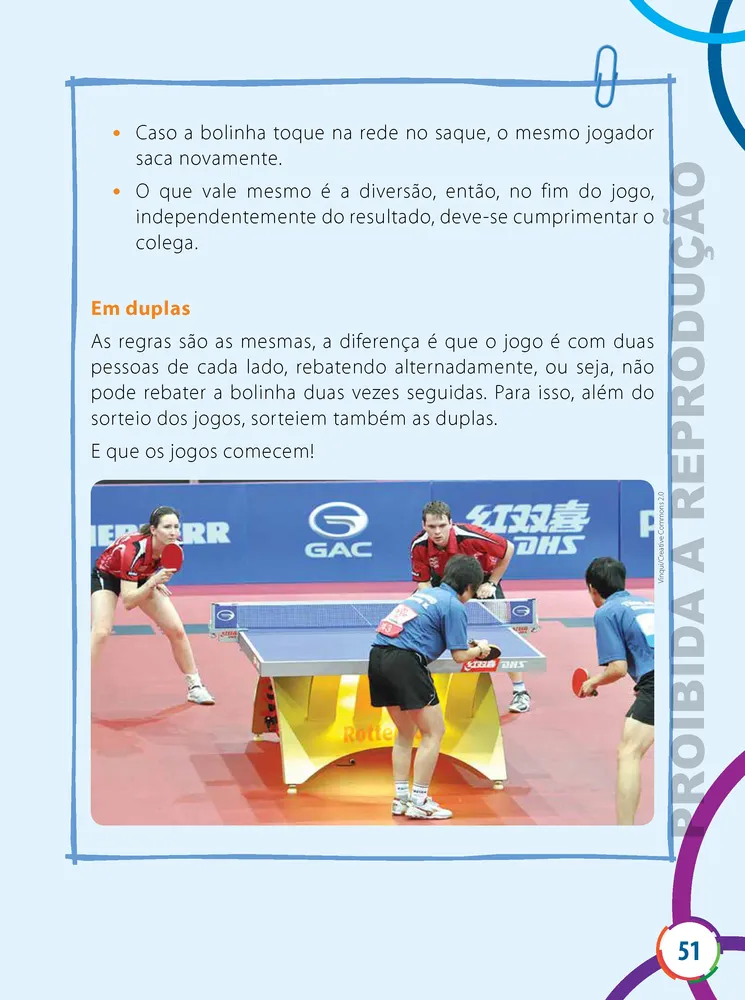 • Caso a bolinha toque na rede no saque, o mesmo jogador
saca novamente.
• O que vale mesmo é a diversão, então, no fim do jogo,
independentemente do resultado, deve-se cumprimentar o
colega.
Em duplas
As regras são as mesmas, a diferença é que o jogo é com duas
pessoas de cada lado, rebatendo alternadamente, ou seja, não
pode rebater a bolinha duas vezes seguidas. Para isso, além do
sorteio dos jogos, sorteiem também as duplas.
E que os jogos comecem!
GAC
红双喜
DHS
红双喜 DHS
Vinqui/Creative Commons 2.0
PROIBIDA A REPRODUÇÃO
51